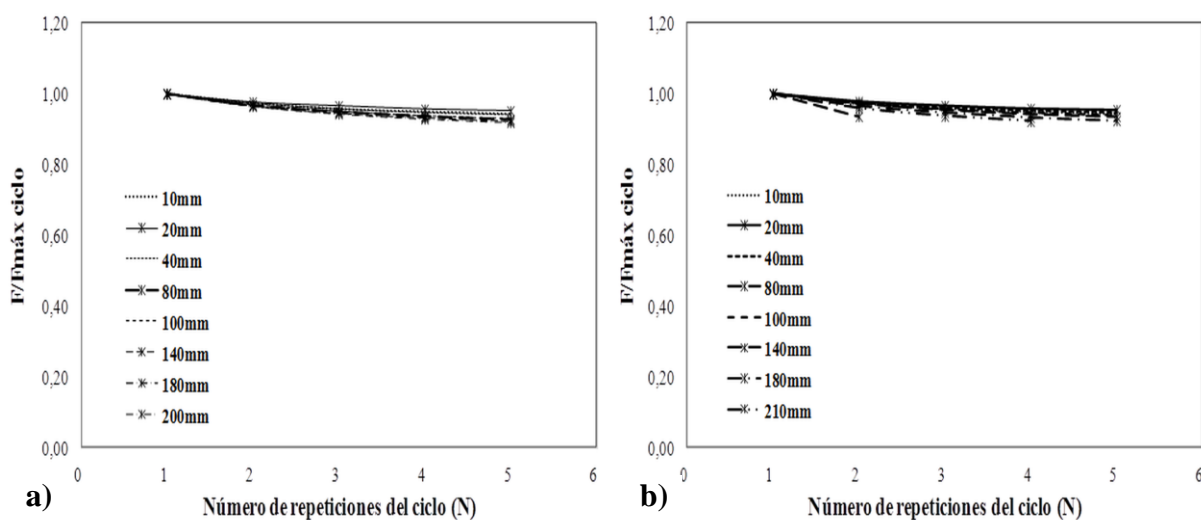 1,20
1,00
0,80
0,60
0,40
0,20
0,00
F/Fmáx ciclo
10mm
20mm
40mm
80mm
100mm
140mm
180mm
200mm
0 1 2 3 4 5 6
Número de repeticiones del ciclo (N)
a)
1,20
1,00
0,80
0,60
0,40
0,20
0,00
F/Fmáx ciclo
10mm
20mm
40mm
80mm
100mm
140mm
180mm
210mm
0 1 2 3 4 5 6
Número de repeticiones del ciclo (N)
b)